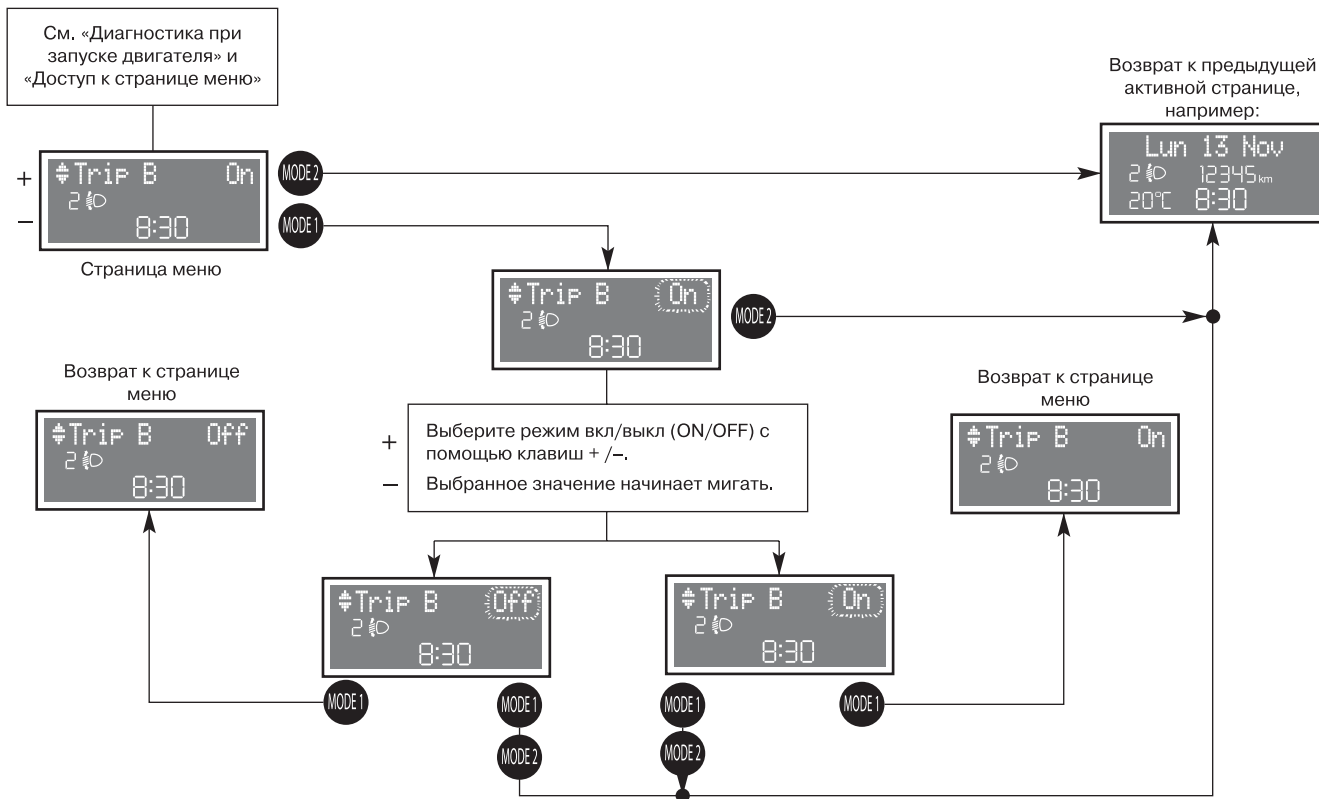 См. «Диагностика при
запуске двигателя» и
«Доступ к странице меню»
Возврат к предыдущей
активной странице,
например:
+
Trip B On
2
–
8:30
MODE 2
MODE 1
Страница меню
Lun 13 Nov
2 12345km
20°C 8:30
Trip B On
2
8:30
MODE 2
Возврат к странице
меню
Trip B Off
2
8:30
+
Выберите режим вкл/выкл (ON/OFF) с
помощью клавиш + /–.
–
Выбранное значение начинает мигать.
Возврат к странице
меню
Trip B On
2
8:30
Trip B Off
2
8:30
Trip B On
2
8:30
MODE 1
MODE 1
MODE 2
MODE 1
MODE 2
MODE 1